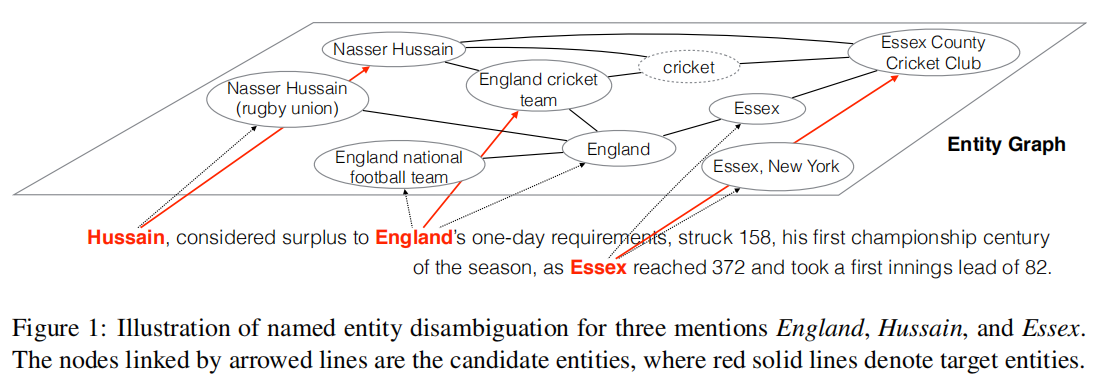 Nasser Hussain
Essex County
Cricket Club
cricket
England cricket
team
Nasser Hussain
(rugby union)
Essex
England
Entity Graph
England national
football team
Essex, New York
Hussain, considered surplus to England's one-day requirements, struck 158, his first championship century
of the season, as Essex reached 372 and took a first innings lead of 82.
Figure 1: Illustration of named entity disambiguation for three mentions England, Hussain, and Essex.
The nodes linked by arrowed lines are the candidate entities, where red solid lines denote target entities.